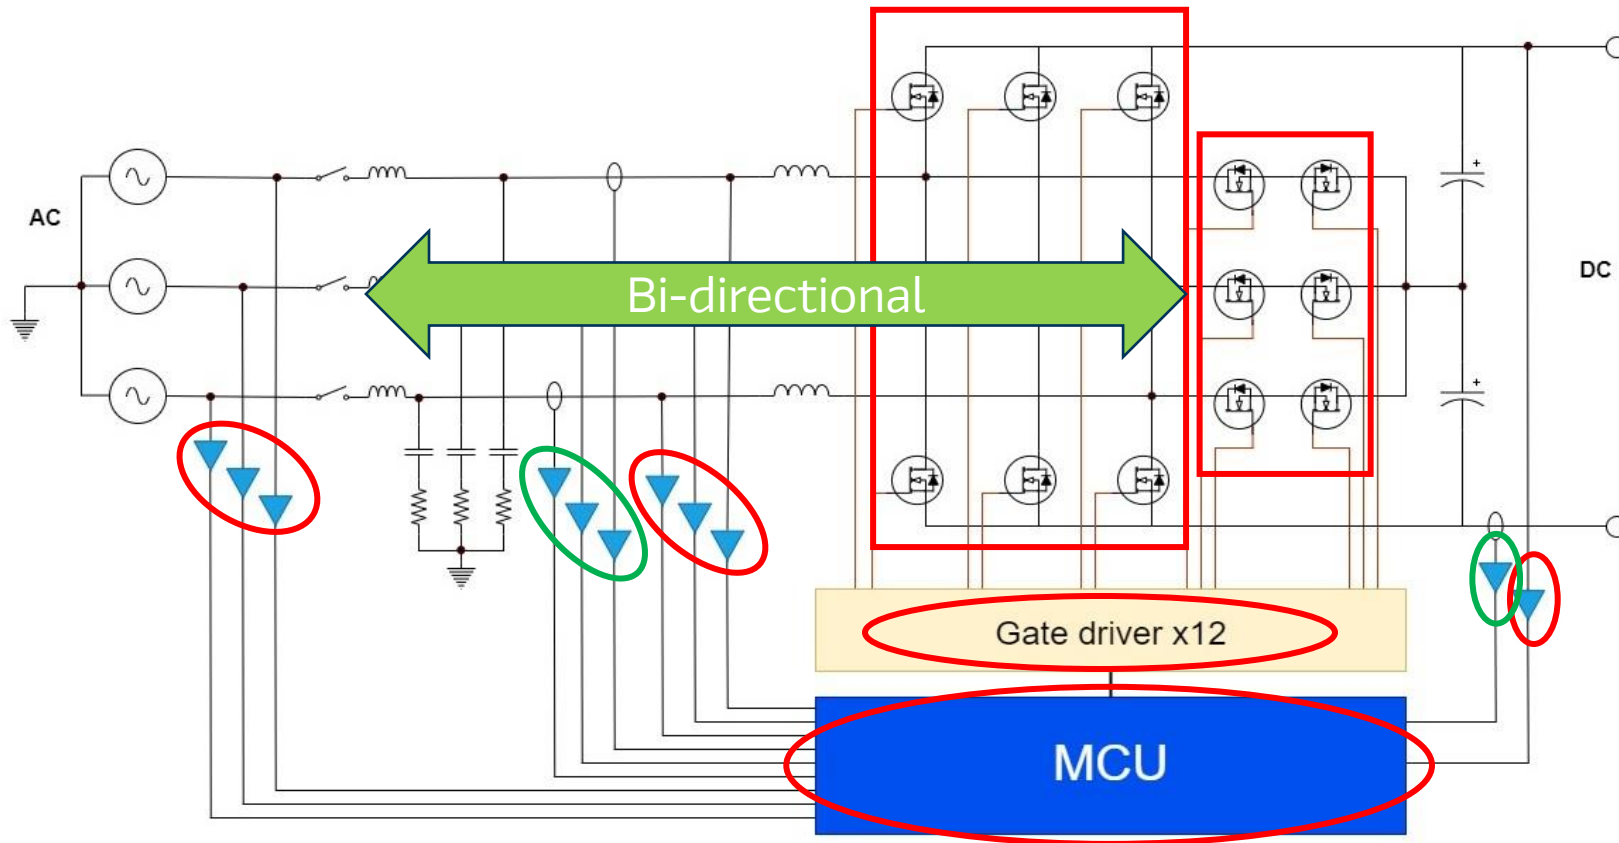 AC
Bi-directional
DC
Gate driver x12
MCU